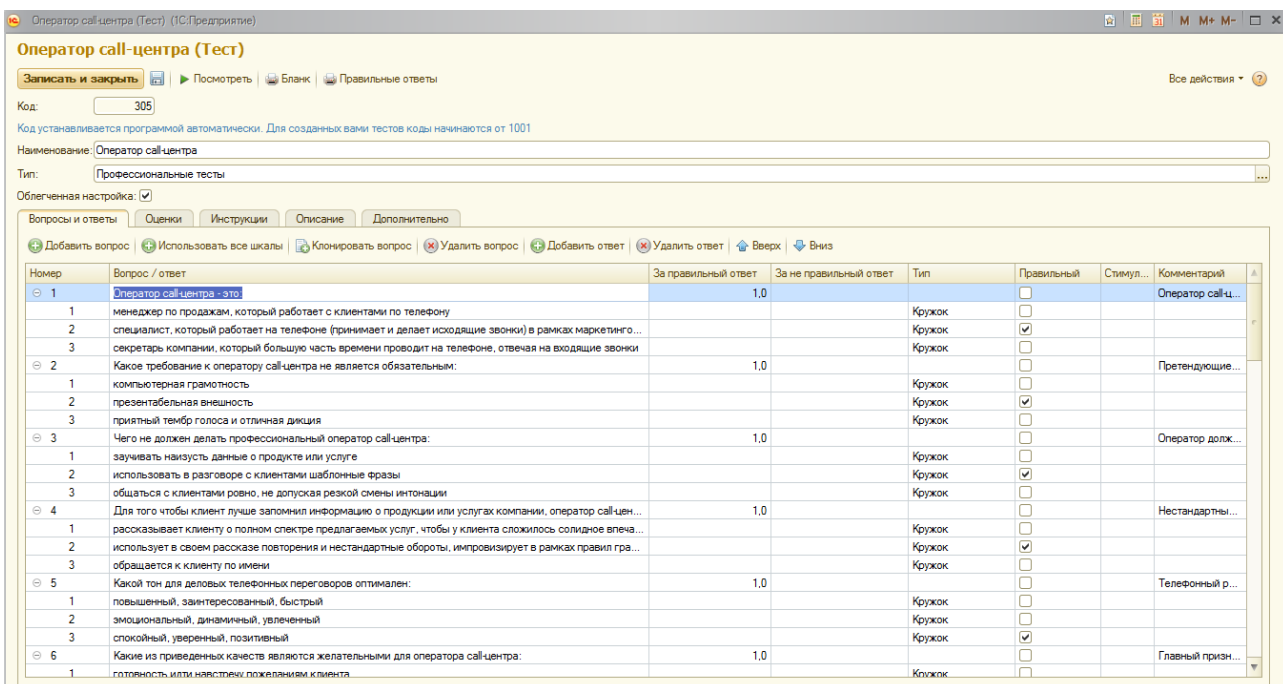 Оператор call-центра (Тест) (1С:Предприятие) 31 M M+ M-
Оператор call-центра (Тест)
Записать и закрыть Посмотреть Бланк Правильные ответы Все действия ?
Код: 305
Код устанавливается программой автоматически. Для созданных вами тестов коды начинаются от 1001
Наименование: Оператор call-центра
Тип: Профессиональные тесты ...
Облегченная настройка:
Вопросы и ответы Оценки Инструкции Описание Дополнительно
Добавить вопрос Использовать все шкалы Клонировать вопрос Удалить вопрос Добавить ответ Удалить ответ Вверх Вниз
Номер Вопрос / ответ За правильный ответ За не правильный ответ Тип Правильный Стимул... Комментарий
1 Оператор call-центра - это: 1,0 Оператор call-ц...
1 менеджер по продажам, который работает с клиентами по телефону Кружок
2 специалист, который работает на телефоне (принимает и делает исходящие звонки) в рамках маркетинго... Кружок
3 секретарь компании, который большую часть времени проводит на телефоне, отвечая на входящие звонки Кружок
2 Какое требование к оператору call-центра не является обязательным: 1,0 Претендующие...
1 компьютерная грамотность Кружок
2 презентабельная внешность Кружок
3 приятный тембр голоса и отличная дикция Кружок
3 Чего не должен делать профессиональный оператор call-центра: 1,0 Оператор долж...
1 заучивать наизусть данные о продукте или услуге Кружок
2 использовать в разговоре с клиентами шаблонные фразы Кружок
3 общаться с клиентами ровно, не допуская резкой смены интонации Кружок
4 Для того чтобы клиент лучше запомнил информацию о продукции или услугах компании, оператор call-цен... 1,0 Нестандартны...
1 рассказывает клиенту о полном спектре предлагаемых услуг, чтобы у клиента сложилось солидное впеча... Кружок
2 использует в своем рассказе повторения и нестандартные обороты, импровизирует в рамках правил гра... Кружок
3 обращается к клиенту по имени Кружок
5 Какой тон для деловых телефонных переговоров оптимален: 1,0 Телефонный р...
1 повышенный, заинтересованный, быстрый Кружок
2 эмоциональный, динамичный, увлеченный Кружок
3 спокойный, уверенный, позитивный Кружок
6 Какие из приведенных качеств являются желательными для оператора call-центра: 1,0 Главный призн...
1 готовность идти навстречу пожеланиям клиента Кружок